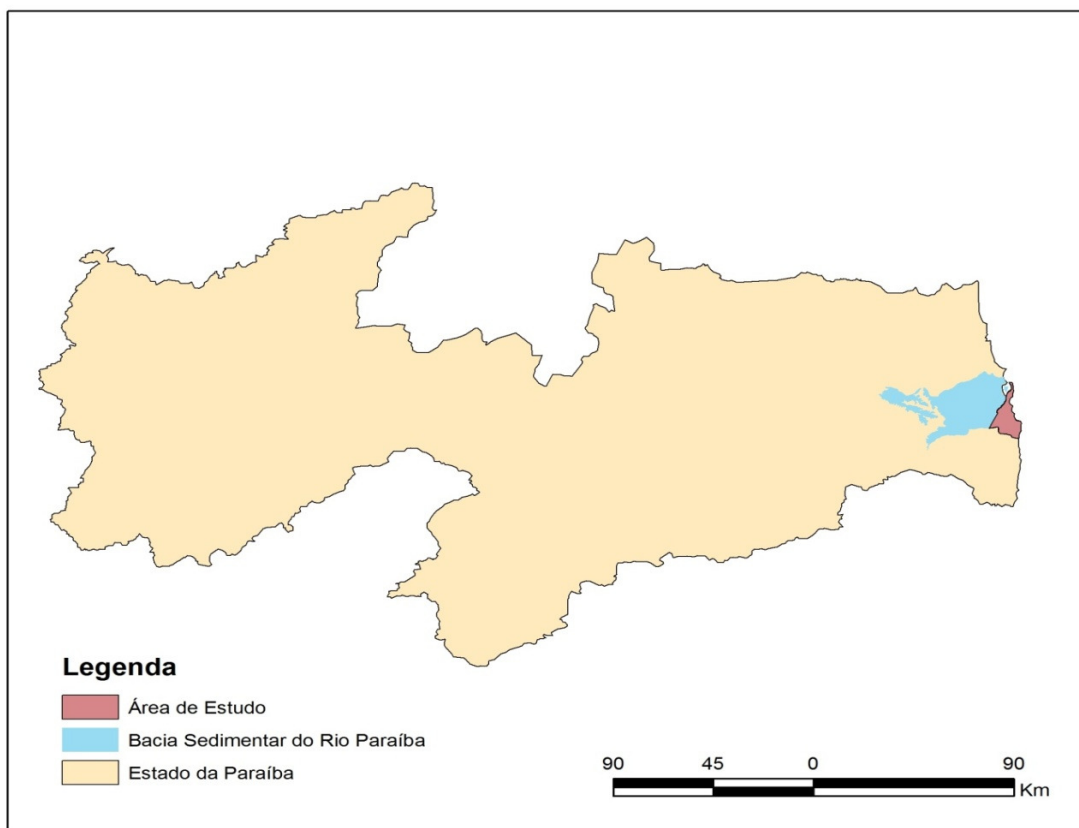 Legenda
Área de Estudo
Bacia Sedimentar do Rio Paraíba
Estado da Paraíba
90 45 0 90
Km